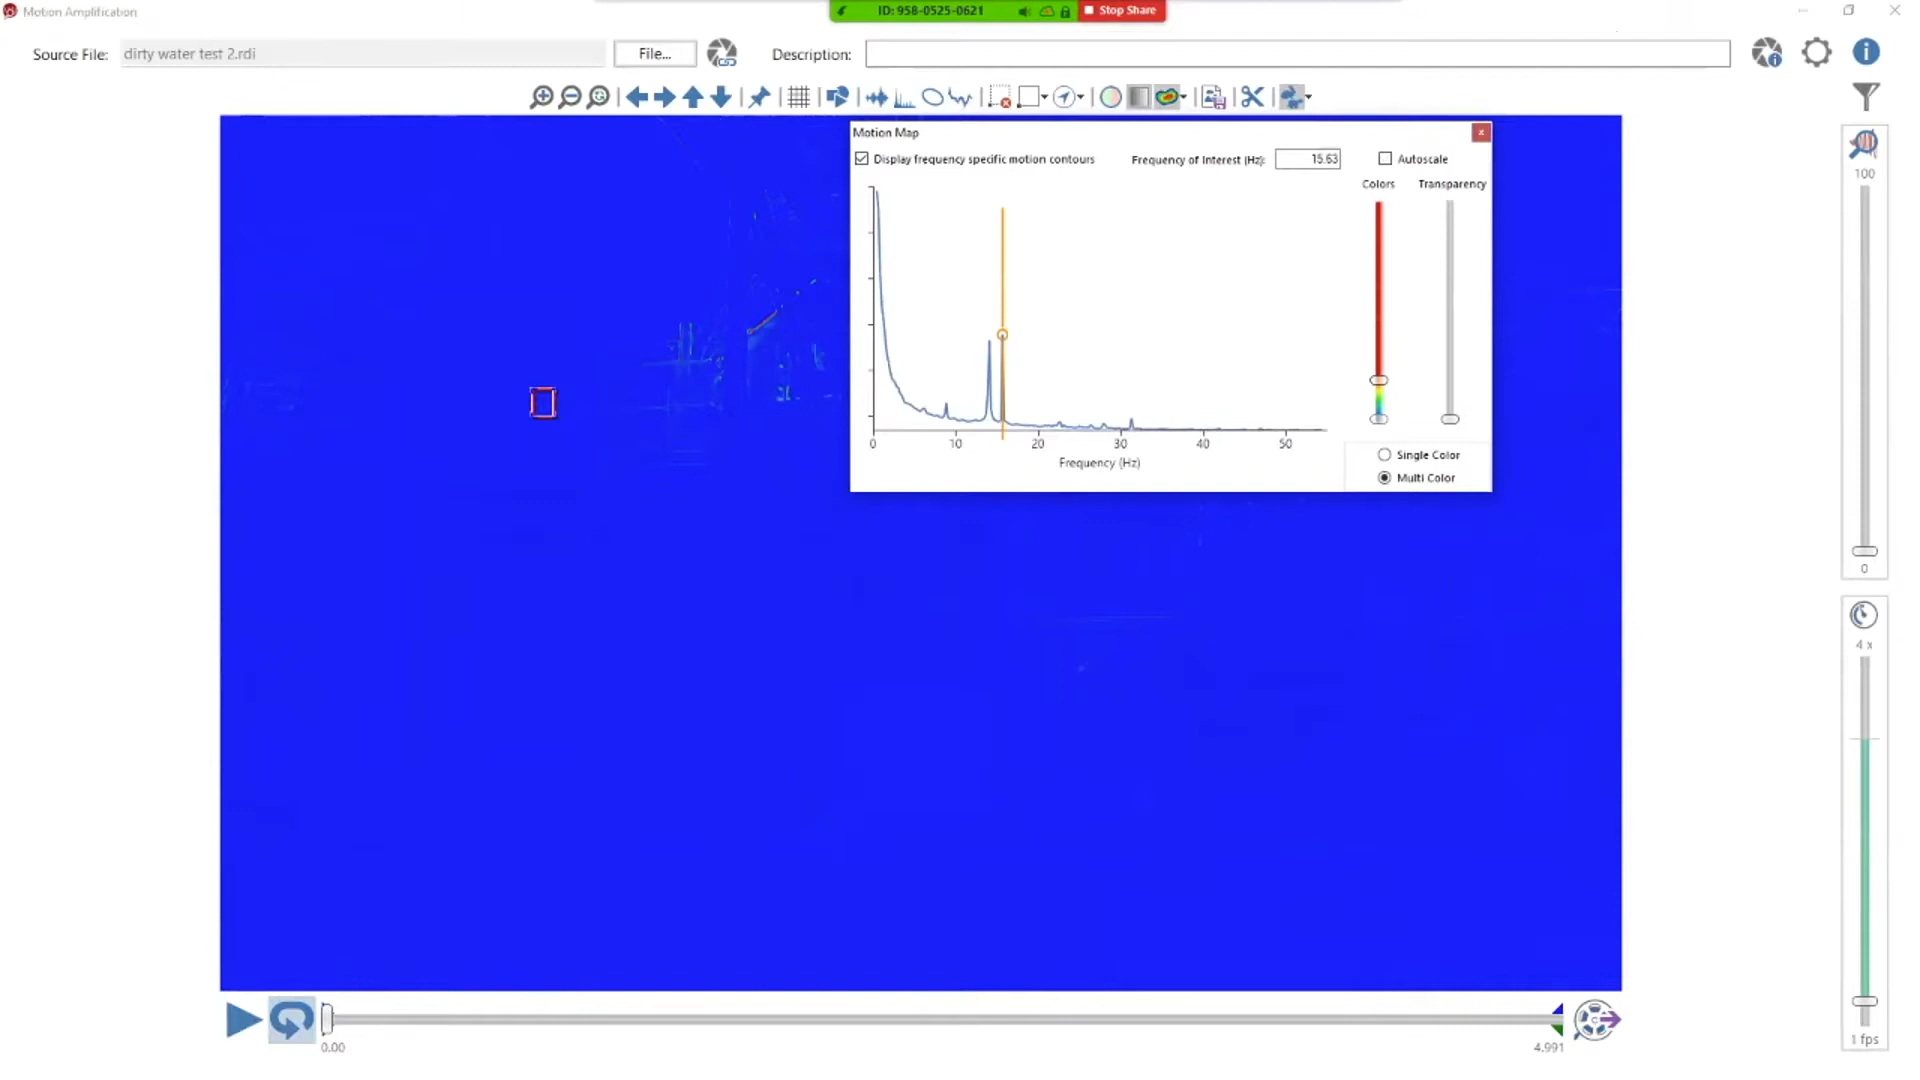 Motion Amplification
ID: 958-0525-0621
Stop Share
Source File:
dirty water test 2.rdi
File...
Description:
Motion Map
x
Display frequency specific motion contours
Frequency of Interest (Hz):
15.63
Autoscale
Colors
Transparency
0
10
20
30
40
50
Frequency (Hz)
Single Color
Multi Color
100
0
4 x
1 fps
0.00
4.991